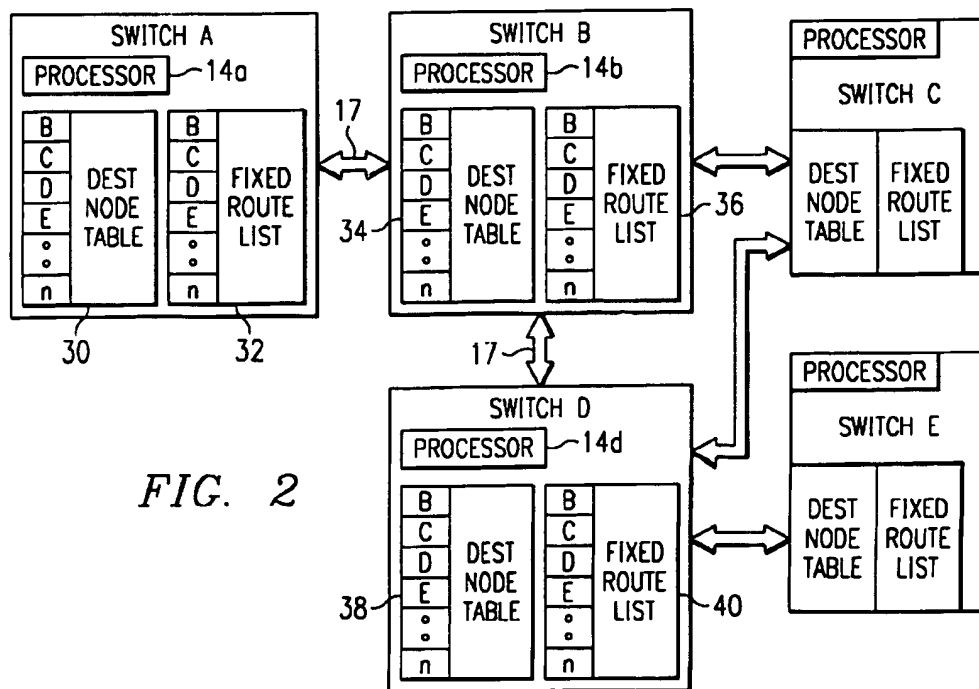 SWITCH A
PROCESSOR
14a
B
C
D
E
n
DEST
NODE
TABLE
B
C
D
E
n
FIXED
ROUTE
LIST
30
32
17
SWITCH B
PROCESSOR
14b
34
B
C
D
E
n
DEST
NODE
TABLE
B
C
D
E
n
FIXED
ROUTE
LIST
36
PROCESSOR
SWITCH C
DEST
NODE
TABLE
FIXED
ROUTE
LIST
17
SWITCH D
PROCESSOR
14d
38
B
C
D
E
n
DEST
NODE
TABLE
B
C
D
E
n
FIXED
ROUTE
LIST
40
PROCESSOR
SWITCH E
DEST
NODE
TABLE
FIXED
ROUTE
LIST
FIG. 2